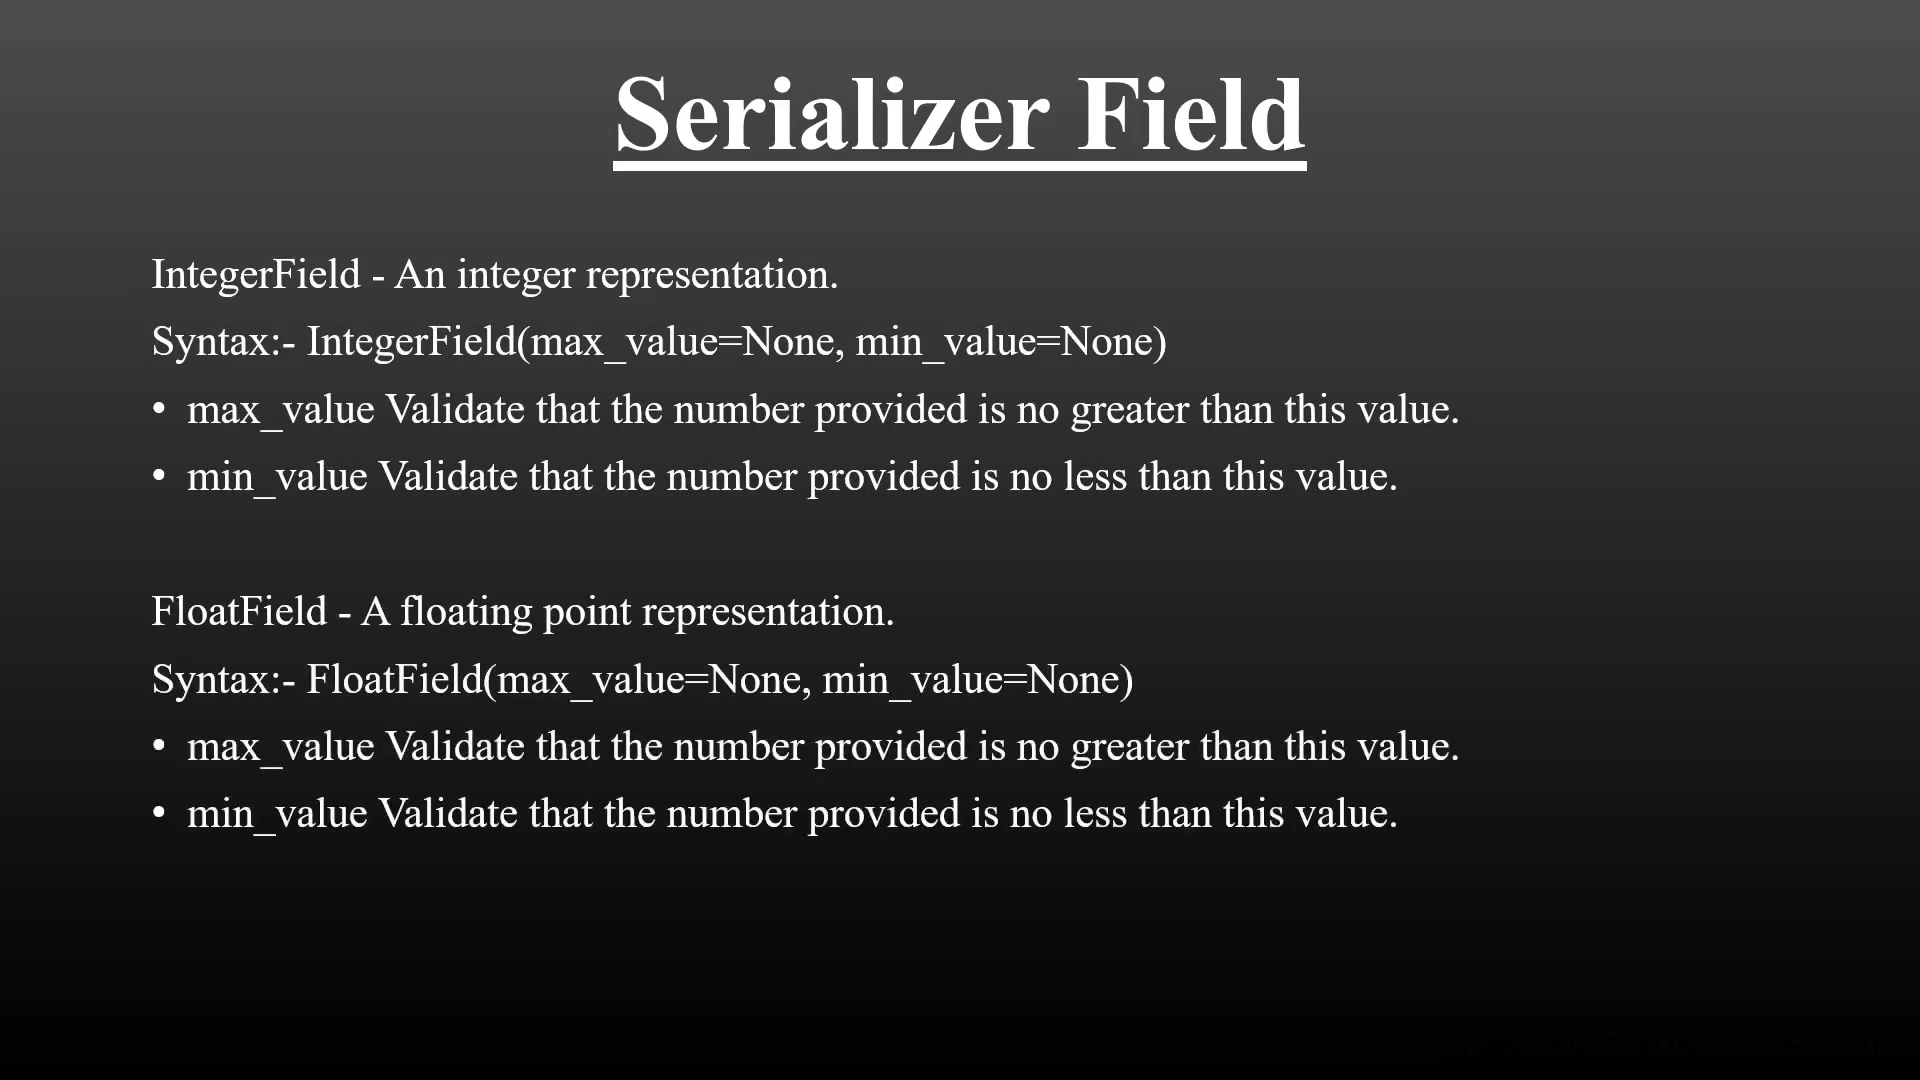 Serializer Field
IntegerField - An integer representation.
Syntax:- IntegerField(max_value=None, min_value=None)
• max_value Validate that the number provided is no greater than this value.
• min_value Validate that the number provided is no less than this value.
FloatField - A floating point representation.
Syntax:- FloatField(max_value=None, min_value=None)
• max_value Validate that the number provided is no greater than this value.
• min_value Validate that the number provided is no less than this value.